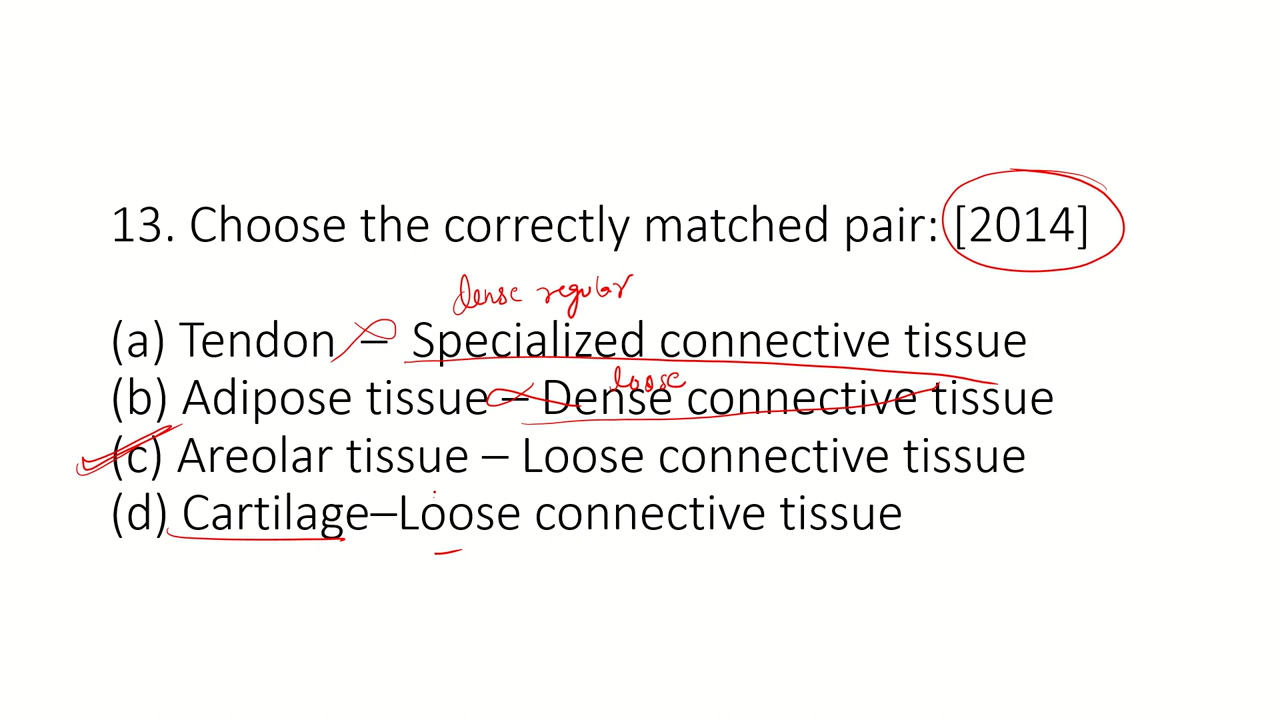 13. Choose the correctly matched pair: [2014]
dense regular
(a) Tendon – Specialized connective tissue
loose
(b) Adipose tissue – Dense connective tissue
(c) Areolar tissue – Loose connective tissue
(d) Cartilage–Loose connective tissue